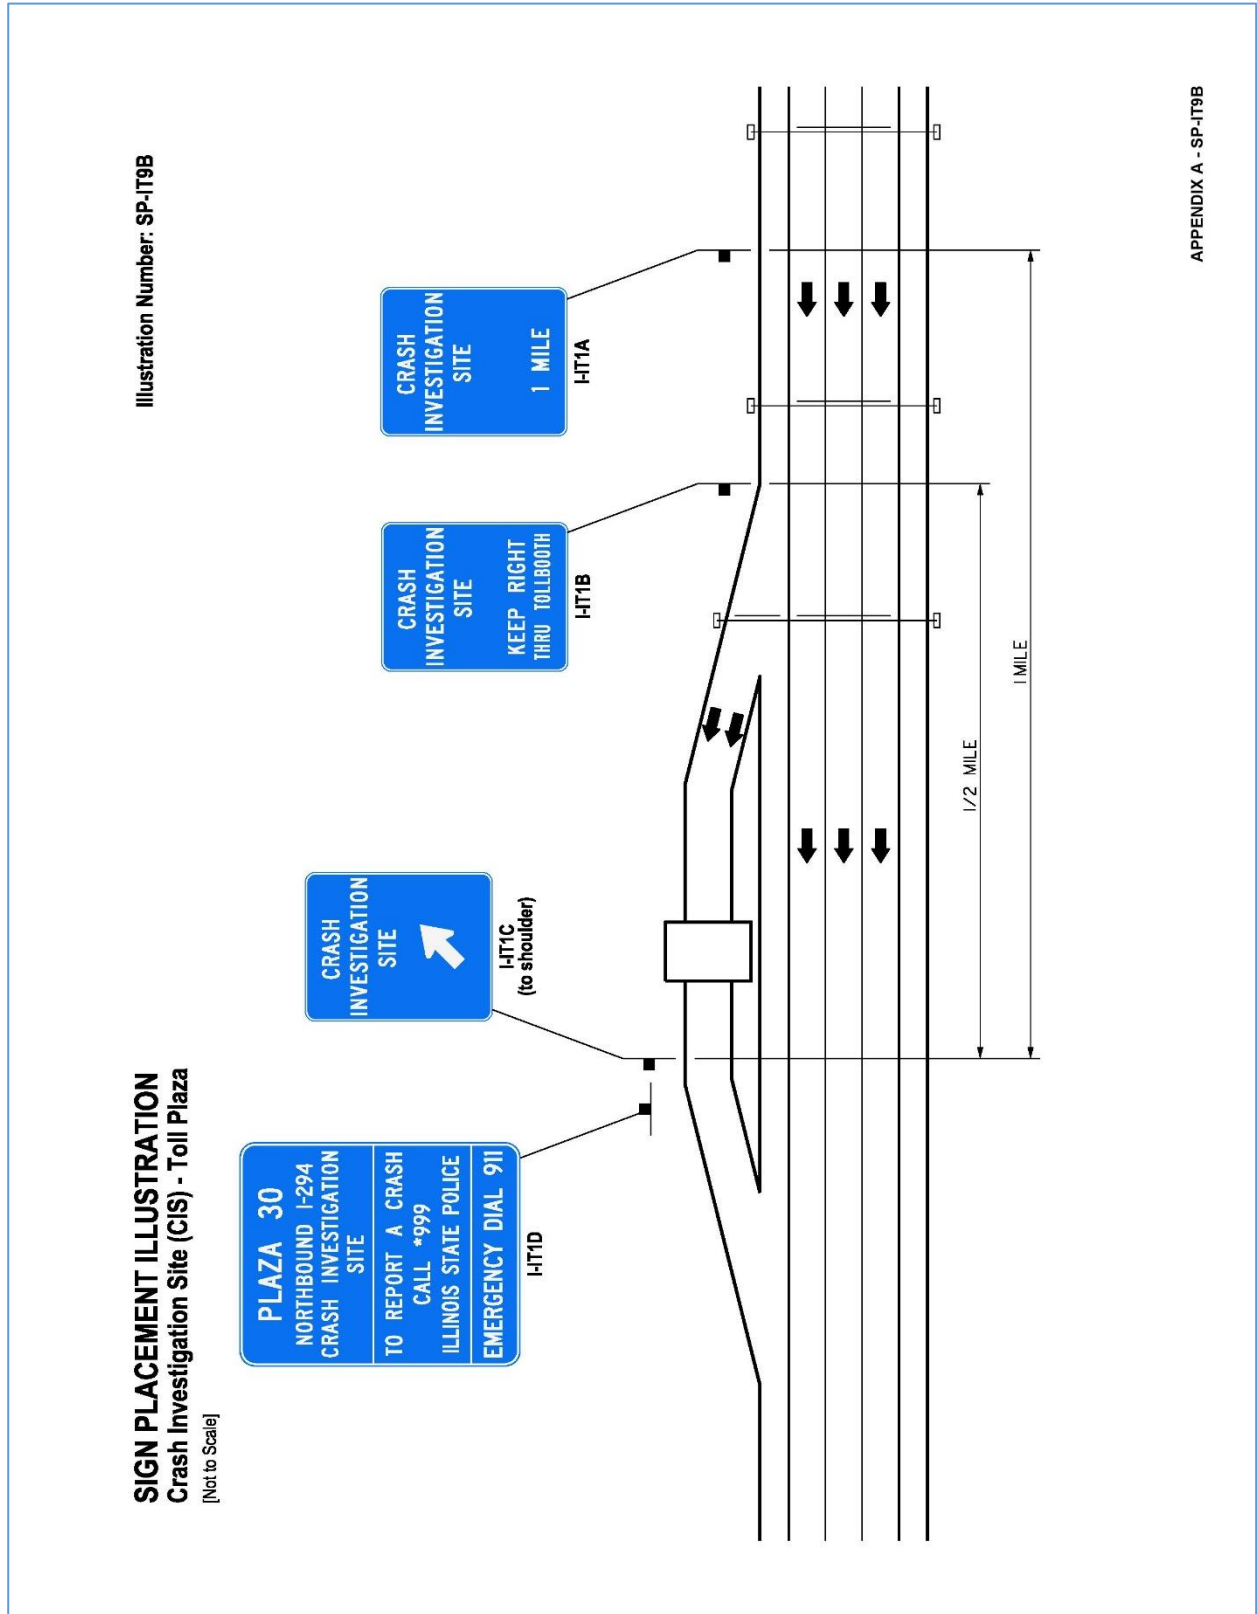 SIGN PLACEMENT ILLUSTRATION
Crash Investigation Site (CIS) - Toll Plaza
[Not to Scale]
Illustration Number: SP-IT9B
PLAZA 30
NORTHBOUND I-294
CRASH INVESTIGATION
SITE
TO REPORT A CRASH
CALL *999
ILLINOIS STATE POLICE
EMERGENCY DIAL 911
I-IT1D
CRASH
INVESTIGATION
SITE
I-IT1C
(to shoulder)
CRASH
INVESTIGATION
SITE
KEEP RIGHT
THRU TOLLBOOTH
I-IT1B
CRASH
INVESTIGATION
SITE
1 MILE
I-IT1A
1/2 MILE
1 MILE
APPENDIX A - SP-IT9B